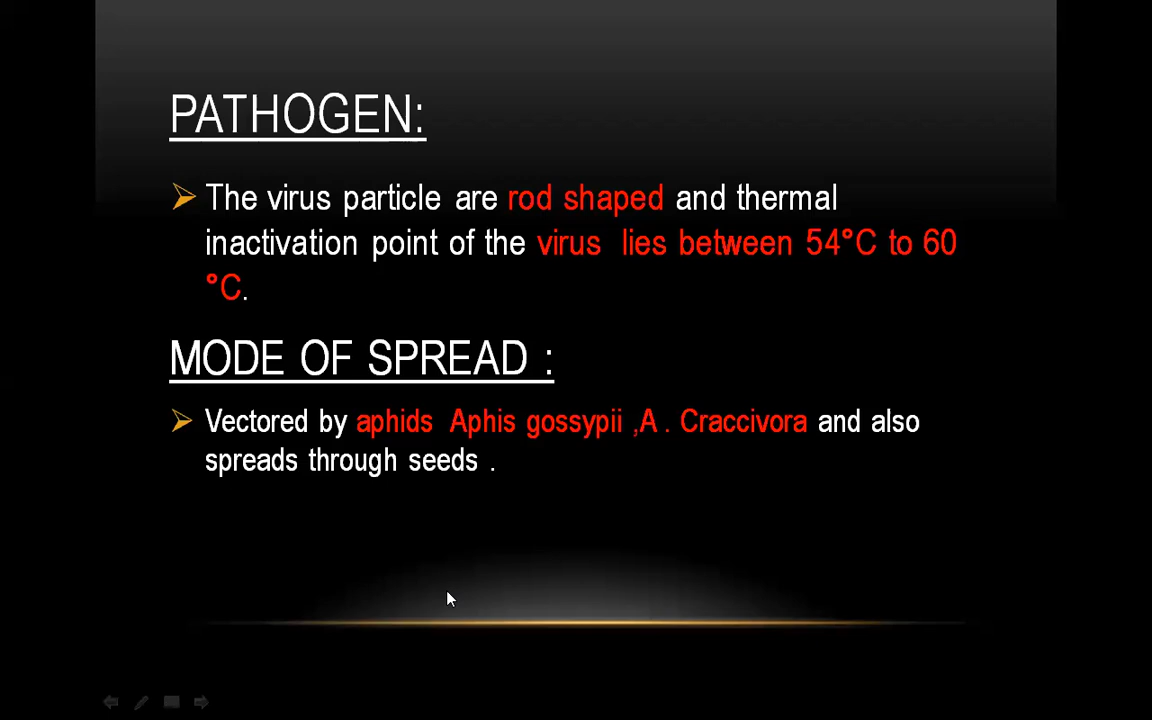 PATHOGEN:
The virus particle are rod shaped and thermal
inactivation point of the virus lies between 54°C to 60
°C.
MODE OF SPREAD :
Vectored by aphids Aphis gossypii ,A . Craccivora and also
spreads through seeds .